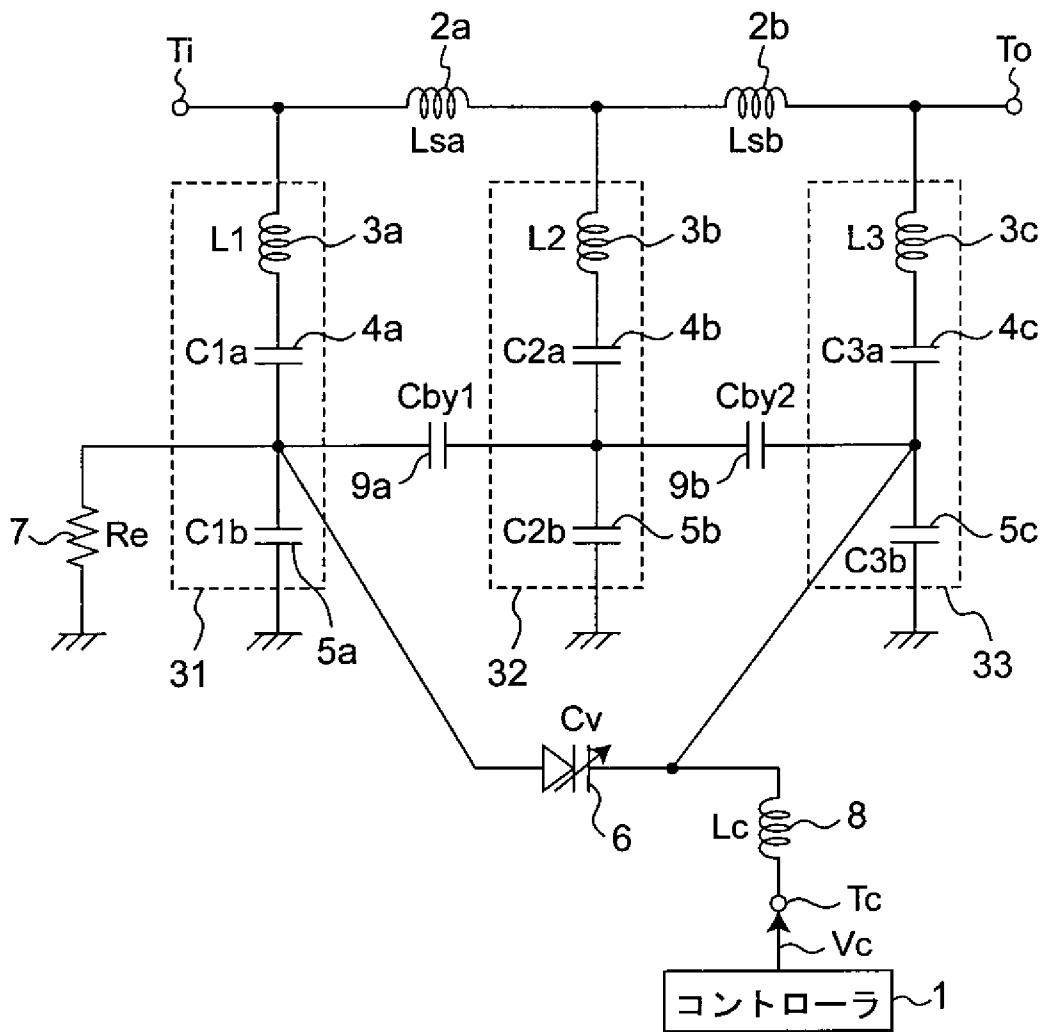 2a 2b
Ti To
Lsa Lsb
L1 3a L2 3b L3 3c
C1a 4a C2a 4b C3a 4c
Cby1 Cby2
9a 9b
7 Re C1b C2b 5b C3b 5c
31 5a 32 33
Cv
6 Lc 8
Tc
Vc
コントローラ 1